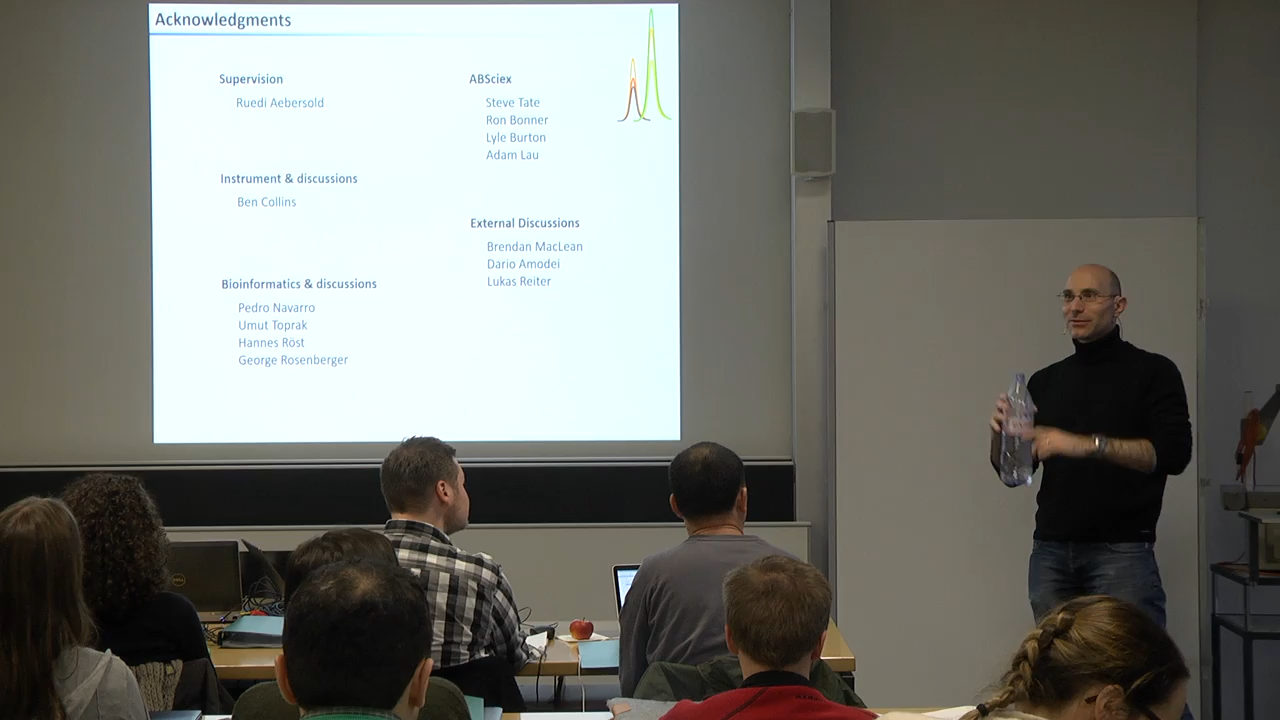 Acknowledgments
Supervision
Ruedi Aebersold
Instrument & discussions
Ben Collins
Bioinformatics & discussions
Pedro Navarro
Umut Toprak
Hannes Röst
George Rosenberger
ABSciex
Steve Tate
Ron Bonner
Lyle Burton
Adam Lau
External Discussions
Brendan MacLean
Dario Amodei
Lukas Reiter
DELL